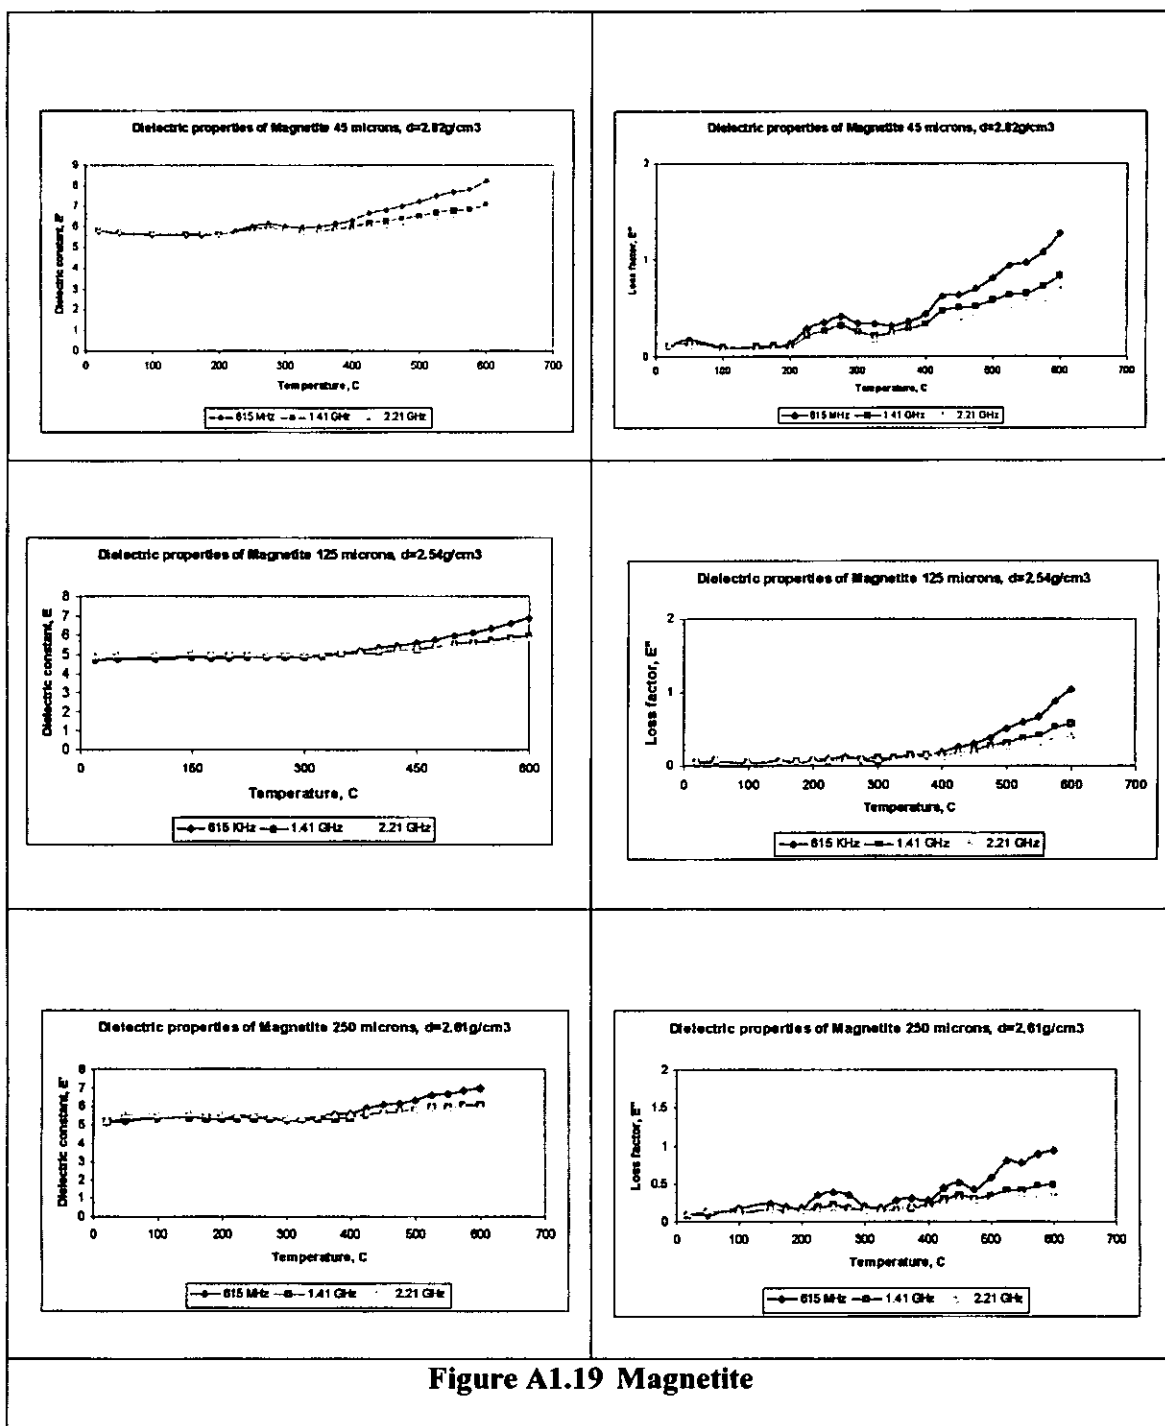 Dielectric properties of Magnetite 45 microns, d=2.82g/cm3
Dielectric constant, E'
9
8
7
6
5
4
3
2
1
0
0 100 200 300 400 500 600 700
Temperature, C
615 MHz 1.41 GHz 2.21 GHz
Dielectric properties of Magnetite 45 microns, d=2.82g/cm3
Loss factor, E"
2
1
0
0 100 200 300 400 500 600 700
Temperature, C
615 MHz 1.41 GHz 2.21 GHz
Dielectric properties of Magnetite 125 microns, d=2.54g/cm3
Dielectric constant, E
8
7
6
5
4
3
2
1
0
0 150 300 450 600
Temperature, C
615 KHz 1.41 GHz 2.21 GHz
Dielectric properties of Magnetite 125 microns, d=2.54g/cm3
Loss factor, E"
2
1
0
0 100 200 300 400 500 600 700
Temperature, C
615 KHz 1.41 GHz 2.21 GHz
Dielectric properties of Magnetite 250 microns, d=2.61g/cm3
Dielectric constant, E'
8
7
6
5
4
3
2
1
0
0 100 200 300 400 500 600 700
Temperature, C
615 MHz 1.41 GHz 2.21 GHz
Dielectric properties of Magnetite 250 microns, d=2.61g/cm3
Loss factor, E"
2
1.5
1
0.5
0
0 100 200 300 400 500 600 700
Temperature, C
615 MHz 1.41 GHz 2.21 GHz
Figure A1.19 Magnetite